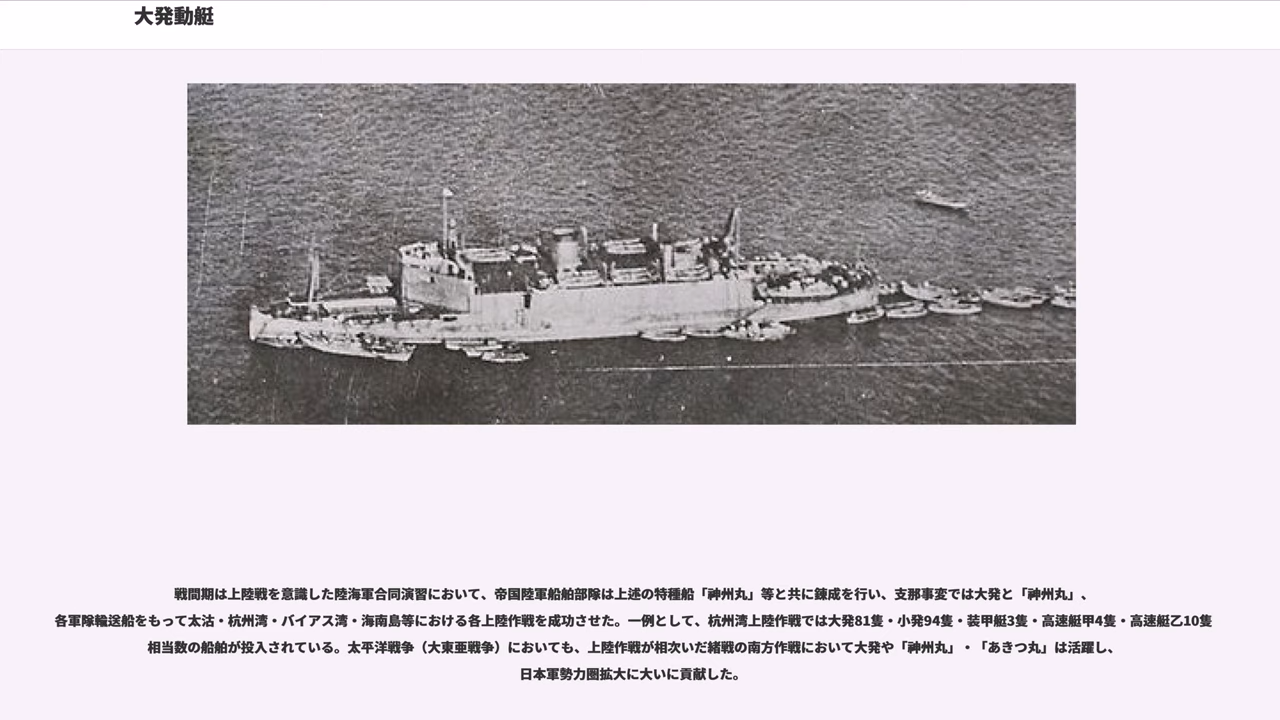 大発動艇
戦間期は上陸戦を意識した陸海軍合同演習において、帝国陸軍船舶部隊は上述の特種船「神州丸」等と共に錬成を行い、支那事変では大発と「神州丸」、
各軍隊輸送船をもって太沽・杭州湾・バイアス湾・海南島等における各上陸作戦を成功させた。一例として、杭州湾上陸作戦では大発81隻・小発94隻・装甲艇3隻・高速艇甲4隻・高速艇乙10隻
相当数の船舶が投入されている。太平洋戦争（大東亜戦争）においても、上陸作戦が相次いだ緒戦の南方作戦において大発や「神州丸」・「あきつ丸」は活躍し、
日本軍勢力圏拡大に大いに貢献した。